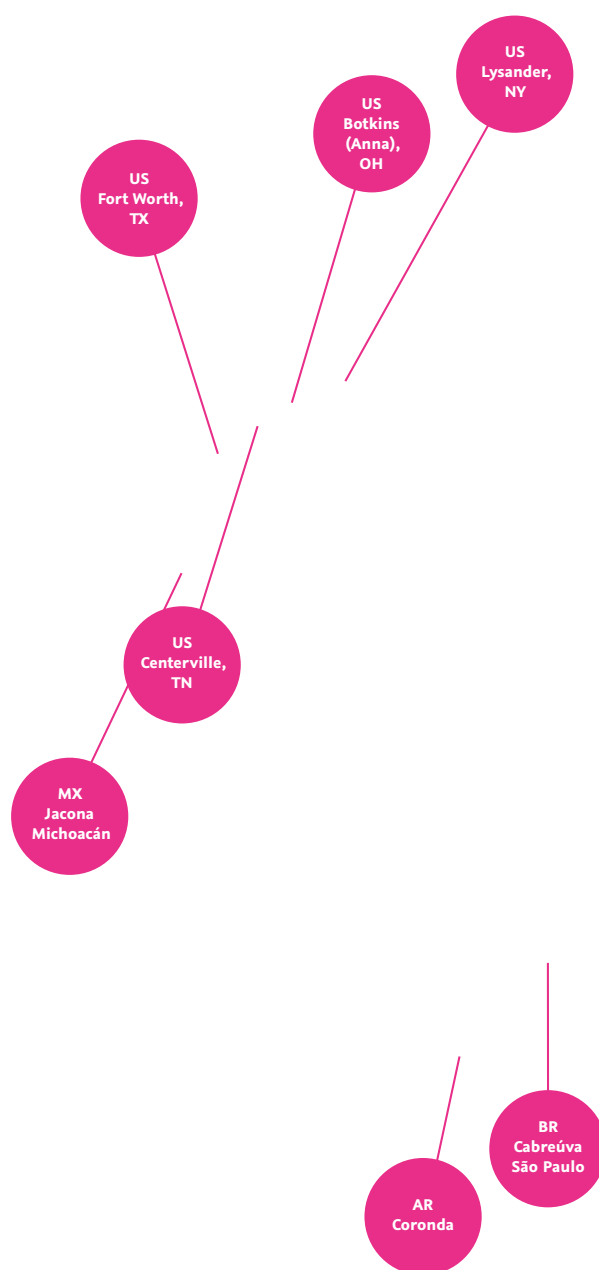 US
Lysander,
NY
US
Botkins
(Anna),
OH
US
Fort Worth,
TX
US
Centerville,
TN
MX
Jacona
Michoacán
BR
Cabreúva
São Paulo
AR
Coronda